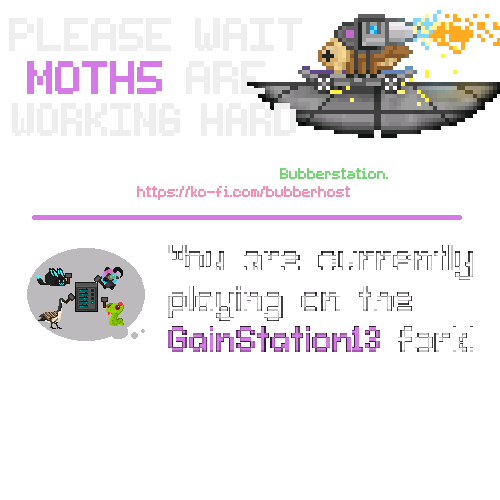 PLEASE WAIT
MOTHS ARE
WORKING HARD
Bubberstation.
https://ko-fi.com/bubberhost
You are currently
playing on the
GainStation13 fork!